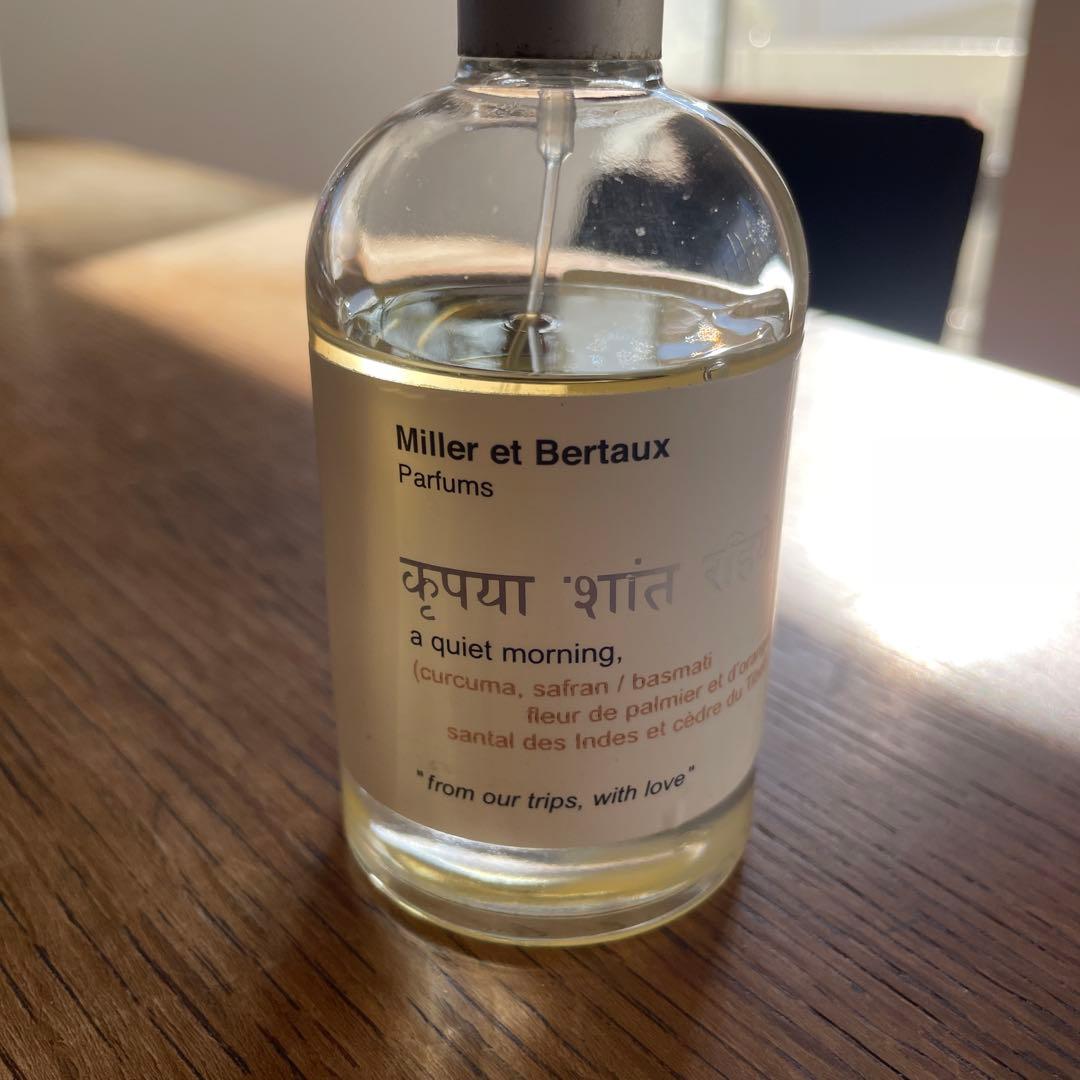 Miller et Bertaux
Parfums
कृपया शांत
a quiet morning,
(curcuma, safran / basmati
fleur de palmier et d'orang
santal des Indes et cèdre du
"from our trips, with love"